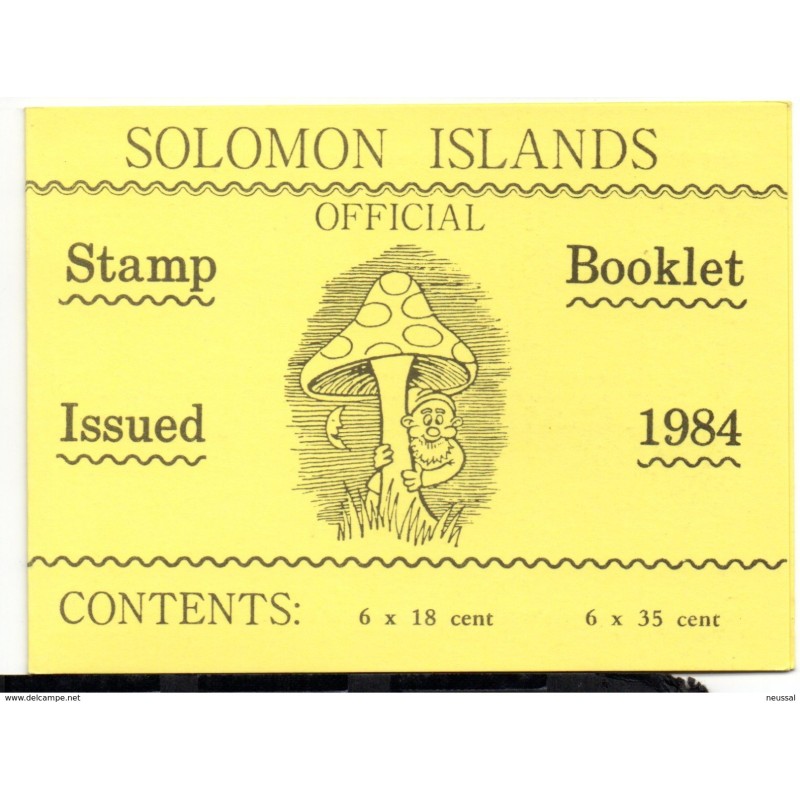 SOLOMON ISLANDS
OFFICIAL
Stamp Booklet
Issued 1984
CONTENTS: 6 x 18 cent 6 x 35 cent
www.delcampe.net neussal